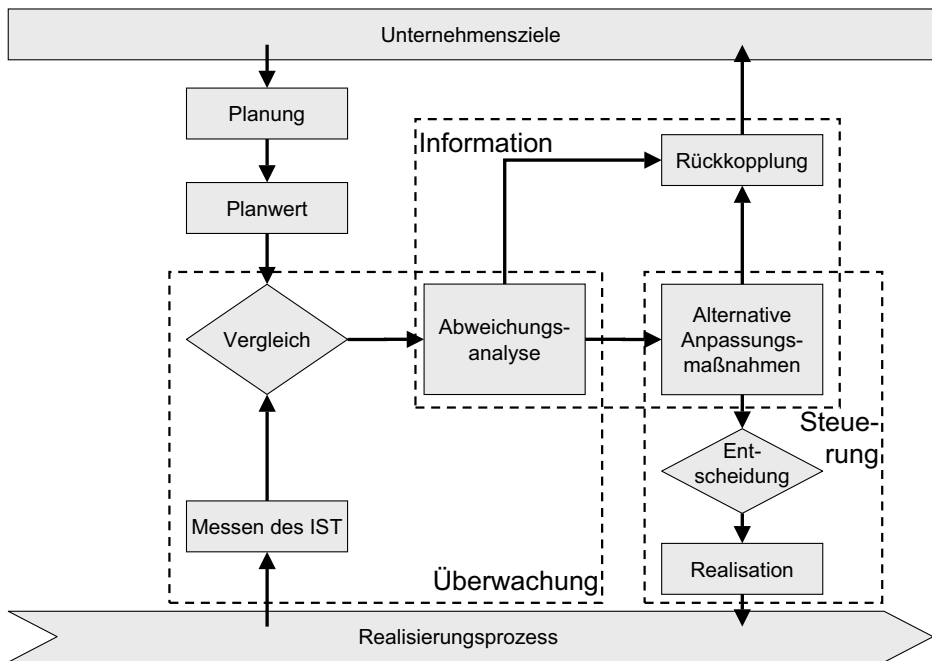 Unternehmensziele
Planung
Information
Rückkopplung
Planwert
Vergleich
Abweichungs-
analyse
Alternative
Anpassungs-
maßnahmen
Steue-
rung
Ent-
scheidung
Messen des IST
Überwachung
Realisation
Realisierungsprozess